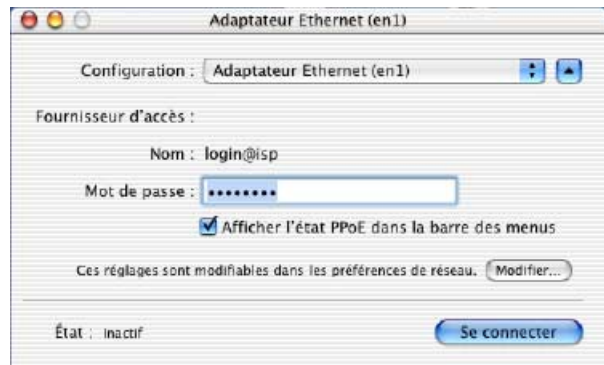 Adaptateur Ethernet (en1)
Configuration : Adaptateur Ethernet (en1)
Fournisseur d'accès :
Nom : login@isp
Mot de passe : ••••••••
Afficher l'état PPoE dans la barre des menus
Ces réglages sont modifiables dans les préférences de réseau. Modifier...
État : Inactif Se connecter